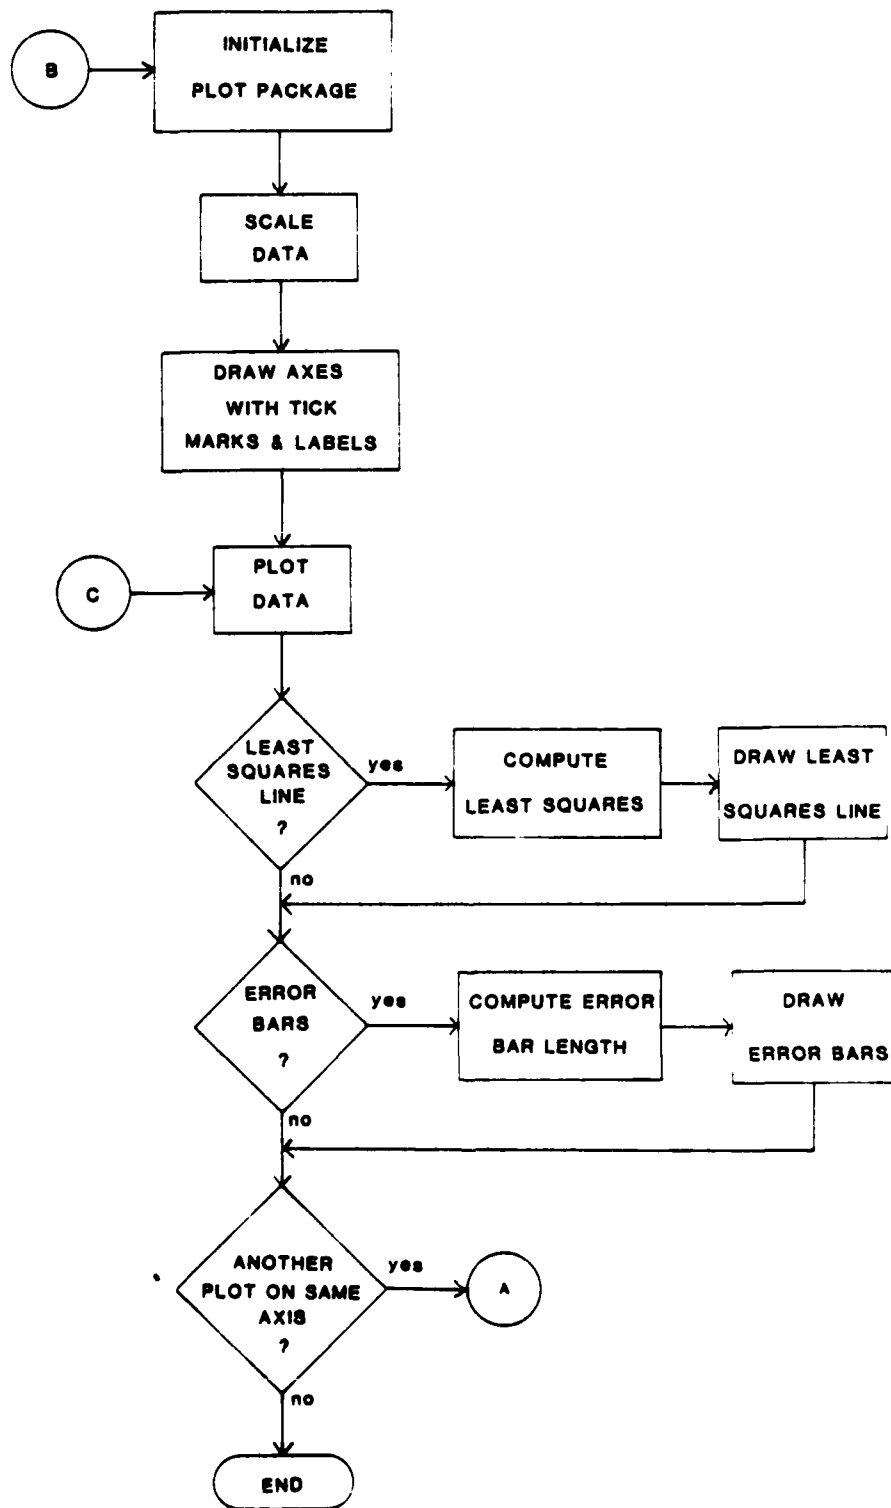 B
INITIALIZE
PLOT PACKAGE
SCALE
DATA
DRAW AXES
WITH TICK
MARKS & LABELS
C
PLOT
DATA
LEAST
SQUARES
LINE
?
yes
COMPUTE
LEAST SQUARES
DRAW LEAST
SQUARES LINE
no
ERROR
BARS
?
yes
COMPUTE ERROR
BAR LENGTH
DRAW
ERROR BARS
no
ANOTHER
PLOT ON SAME
AXIS
?
yes
A
no
END